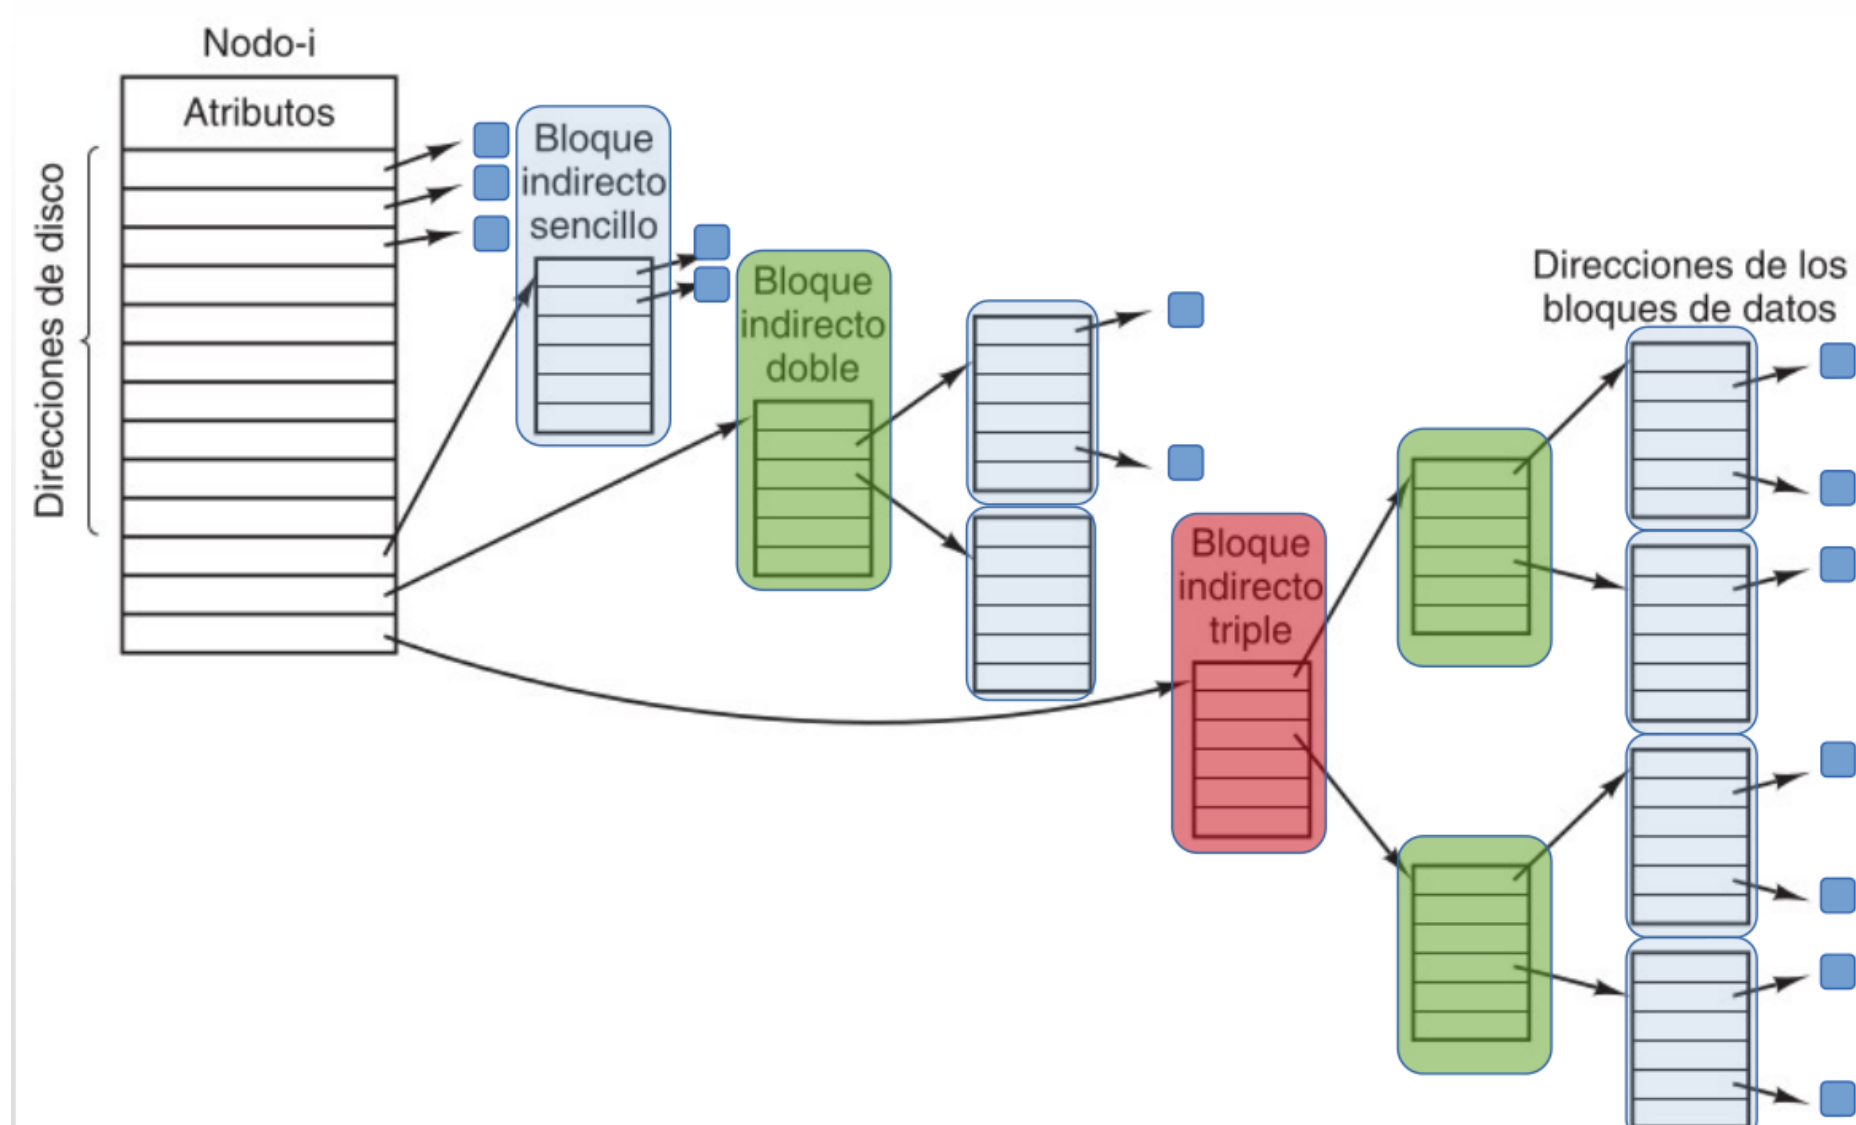 Nodo-i
Atributos
Direcciones de disco
Bloque
indirecto
sencillo
Bloque
indirecto
doble
Bloque
indirecto
triple
Direcciones de los
bloques de datos